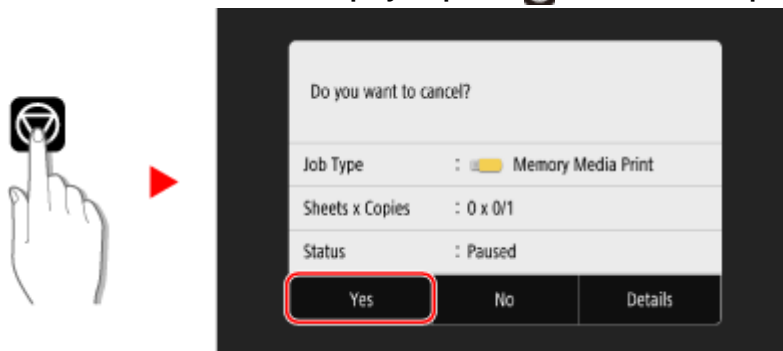 Do you want to cancel?
Job Type : Memory Media Print
Sheets x Copies : 0 x 0/1
Status : Paused
Yes No Details